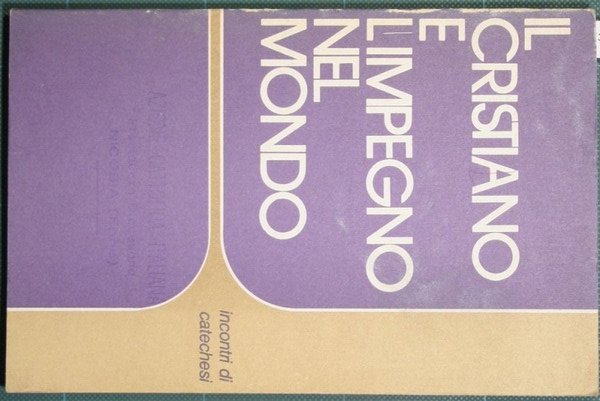 IL
CRISTIANO
E
L'IMPEGNO
NEL
MONDO
incontri di
catechesi